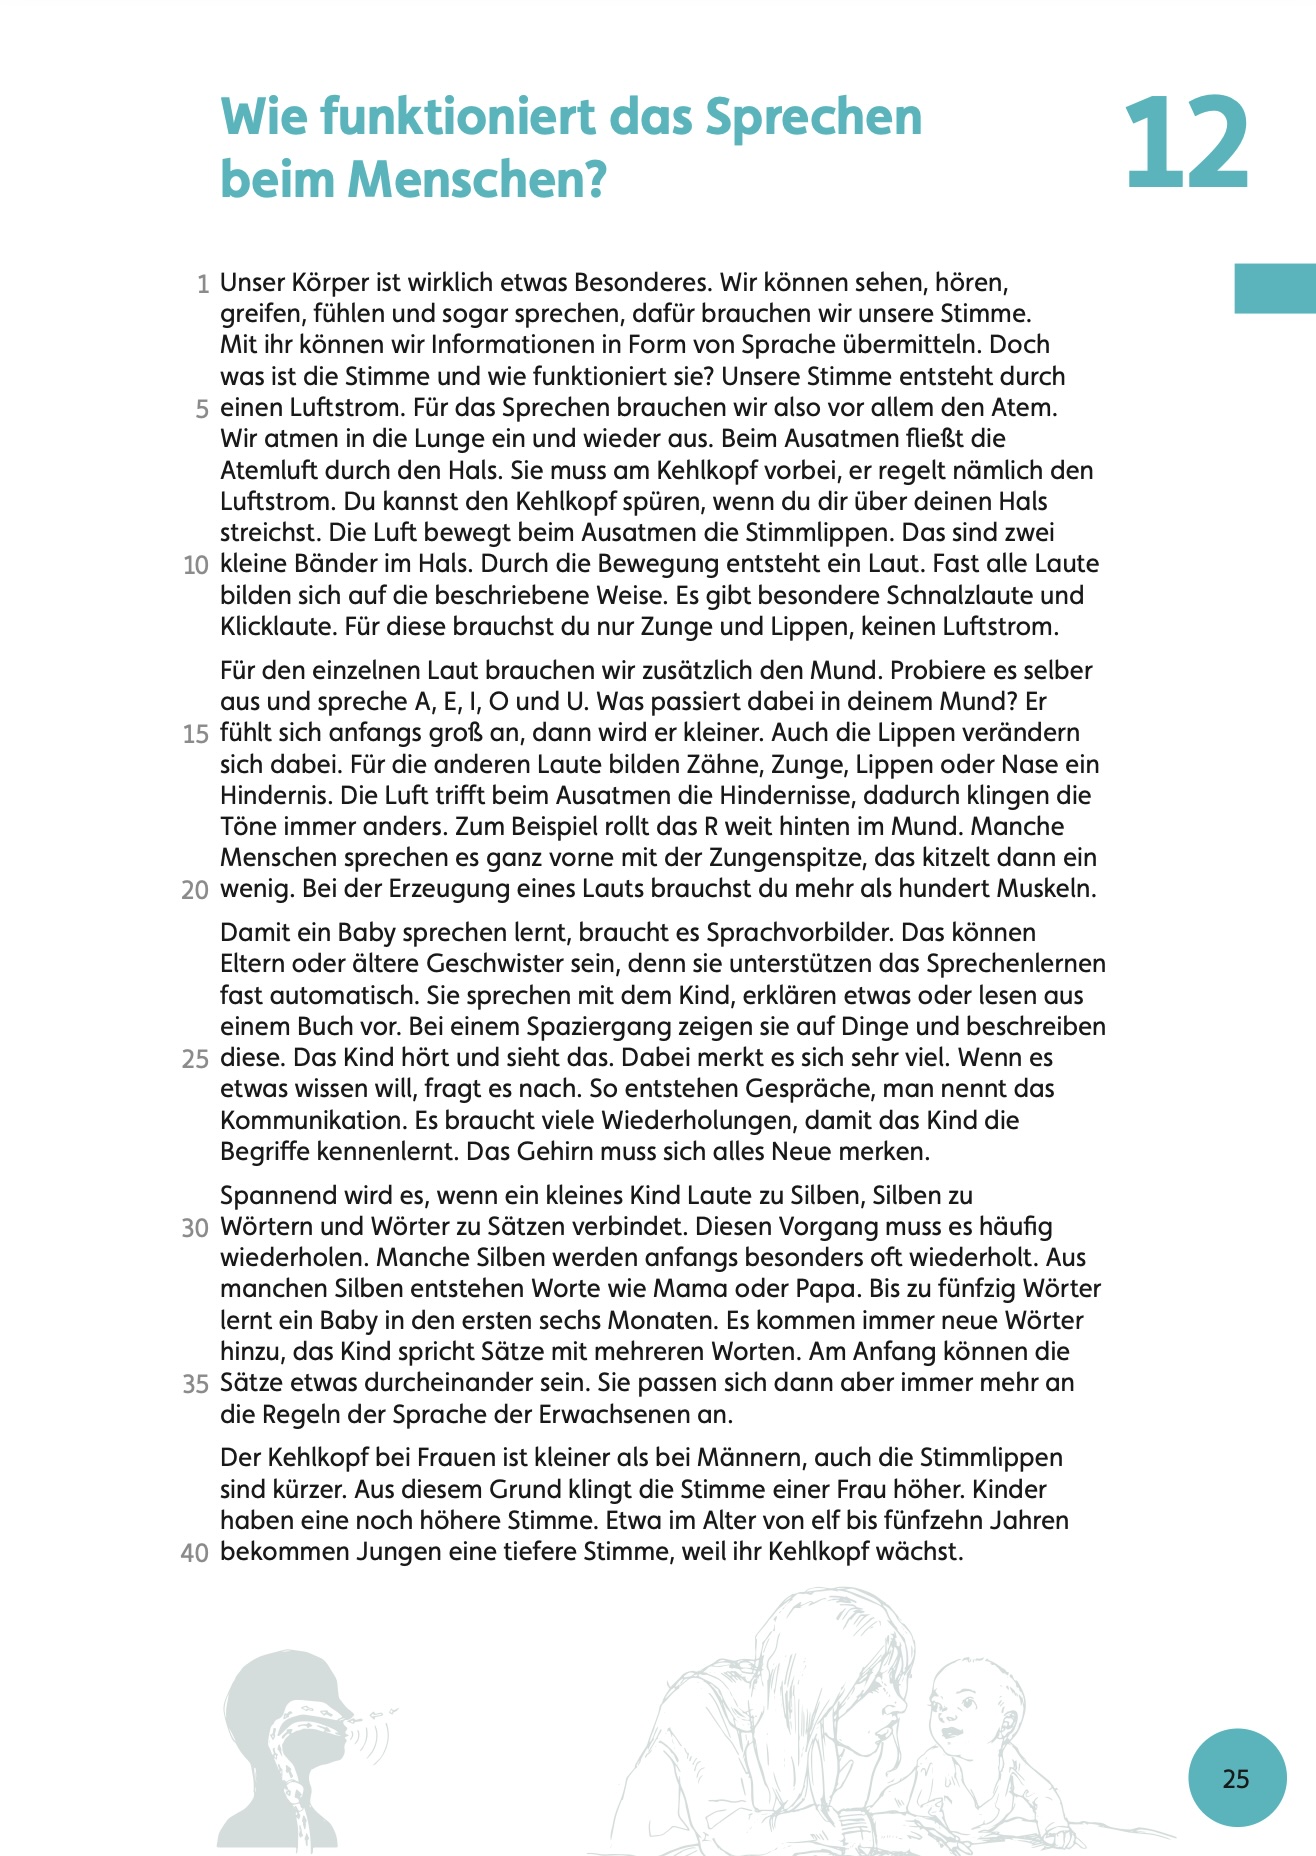 Wie funktioniert das Sprechen
beim Menschen?
12
1 Unser Körper ist wirklich etwas Besonderes. Wir können sehen, hören,
greifen, fühlen und sogar sprechen, dafür brauchen wir unsere Stimme.
Mit ihr können wir Informationen in Form von Sprache übermitteln. Doch
was ist die Stimme und wie funktioniert sie? Unsere Stimme entsteht durch
5 einen Luftstrom. Für das Sprechen brauchen wir also vor allem den Atem.
Wir atmen in die Lunge ein und wieder aus. Beim Ausatmen fließt die
Atemluft durch den Hals. Sie muss am Kehlkopf vorbei, er regelt nämlich den
Luftstrom. Du kannst den Kehlkopf spüren, wenn du dir über deinen Hals
streichst. Die Luft bewegt beim Ausatmen die Stimmlippen. Das sind zwei
10 kleine Bänder im Hals. Durch die Bewegung entsteht ein Laut. Fast alle Laute
bilden sich auf die beschriebene Weise. Es gibt besondere Schnalzlaute und
Klicklaute. Für diese brauchst du nur Zunge und Lippen, keinen Luftstrom.
Für den einzelnen Laut brauchen wir zusätzlich den Mund. Probiere es selber
aus und spreche A, E, I, O und U. Was passiert dabei in deinem Mund? Er
15 fühlt sich anfangs groß an, dann wird er kleiner. Auch die Lippen verändern
sich dabei. Für die anderen Laute bilden Zähne, Zunge, Lippen oder Nase ein
Hindernis. Die Luft trifft beim Ausatmen die Hindernisse, dadurch klingen die
Töne immer anders. Zum Beispiel rollt das R weit hinten im Mund. Manche
Menschen sprechen es ganz vorne mit der Zungenspitze, das kitzelt dann ein
20 wenig. Bei der Erzeugung eines Lauts brauchst du mehr als hundert Muskeln.
Damit ein Baby sprechen lernt, braucht es Sprachvorbilder. Das können
Eltern oder ältere Geschwister sein, denn sie unterstützen das Sprechenlernen
fast automatisch. Sie sprechen mit dem Kind, erklären etwas oder lesen aus
einem Buch vor. Bei einem Spaziergang zeigen sie auf Dinge und beschreiben
25 diese. Das Kind hört und sieht das. Dabei merkt es sich sehr viel. Wenn es
etwas wissen will, fragt es nach. So entstehen Gespräche, man nennt das
Kommunikation. Es braucht viele Wiederholungen, damit das Kind die
Begriffe kennenlernt. Das Gehirn muss sich alles Neue merken.
Spannend wird es, wenn ein kleines Kind Laute zu Silben, Silben zu
30 Wörtern und Wörter zu Sätzen verbindet. Diesen Vorgang muss es häufig
wiederholen. Manche Silben werden anfangs besonders oft wiederholt. Aus
manchen Silben entstehen Worte wie Mama oder Papa. Bis zu fünfzig Wörter
lernt ein Baby in den ersten sechs Monaten. Es kommen immer neue Wörter
hinzu, das Kind spricht Sätze mit mehreren Worten. Am Anfang können die
35 Sätze etwas durcheinander sein. Sie passen sich dann aber immer mehr an
die Regeln der Sprache der Erwachsenen an.
Der Kehlkopf bei Frauen ist kleiner als bei Männern, auch die Stimmlippen
sind kürzer. Aus diesem Grund klingt die Stimme einer Frau höher. Kinder
haben eine noch höhere Stimme. Etwa im Alter von elf bis fünfzehn Jahren
40 bekommen Jungen eine tiefere Stimme, weil ihr Kehlkopf wächst.
25